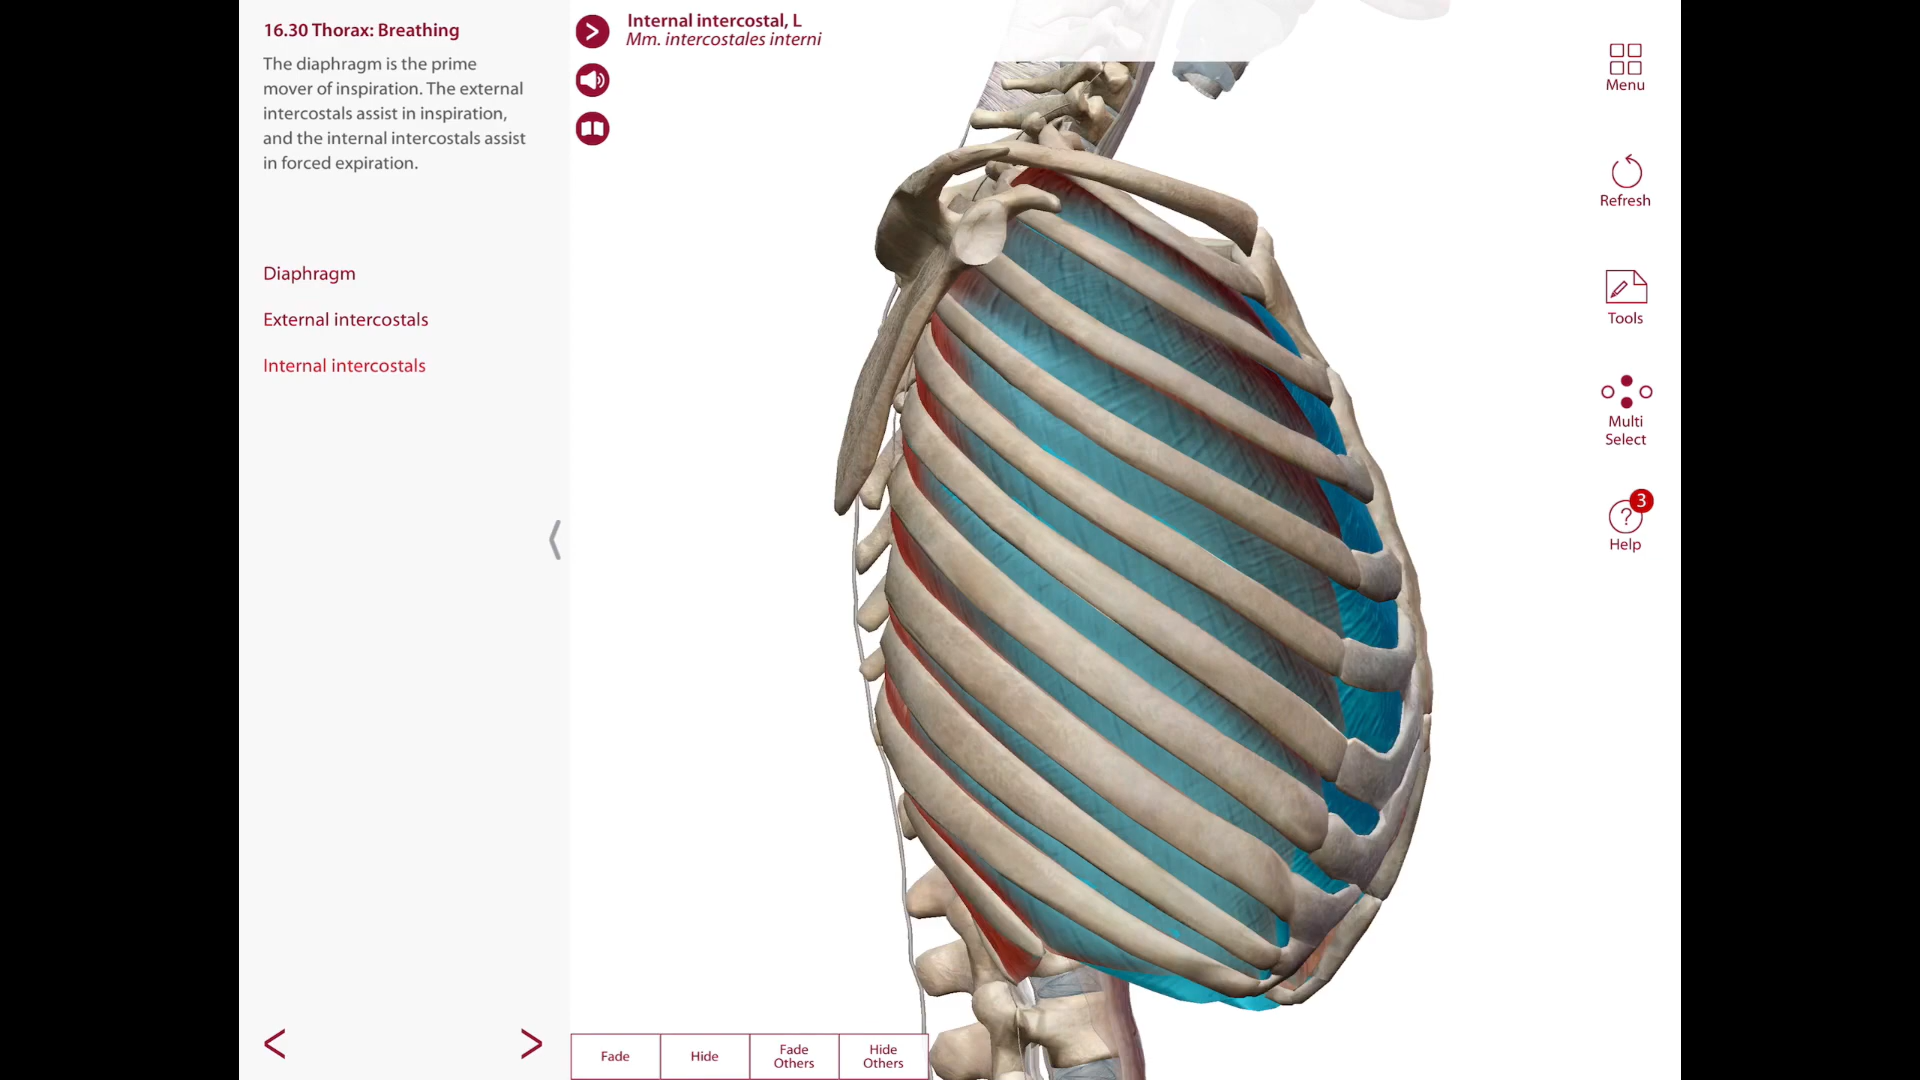 16.30 Thorax: Breathing
The diaphragm is the prime
mover of inspiration. The external
intercostals assist in inspiration,
and the internal intercostals assist
in forced expiration.
Diaphragm
External intercostals
Internal intercostals
Internal intercostal, L
Mm. intercostales interni
Menu
Refresh
Tools
Multi
Select
3
?
Help
Fade
Hide
Fade
Others
Hide
Others